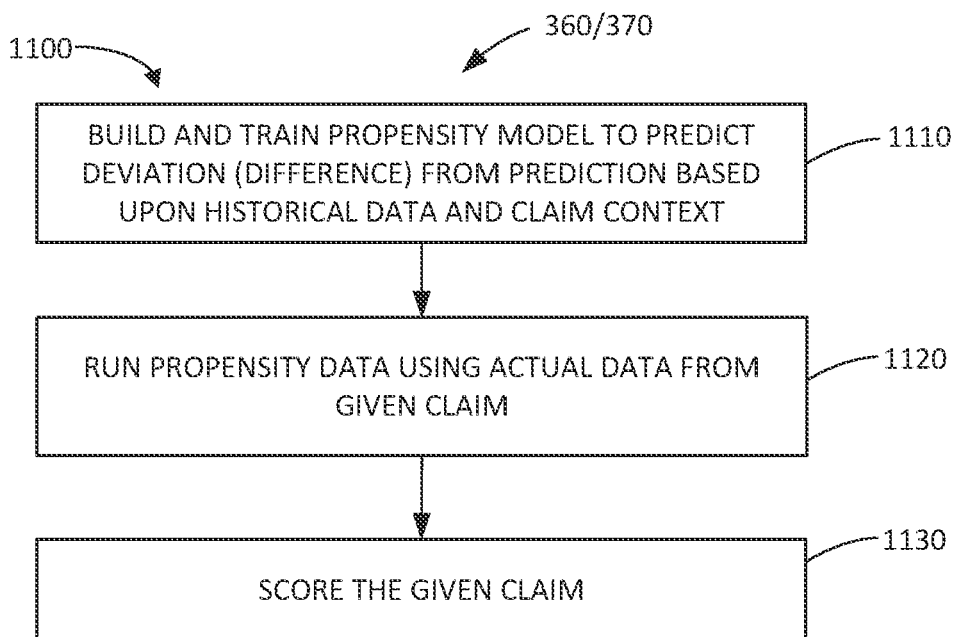 360/370
1100
BUILD AND TRAIN PROPENSITY MODEL TO PREDICT
DEVIATION (DIFFERENCE) FROM PREDICTION BASED
UPON HISTORICAL DATA AND CLAIM CONTEXT
1110
RUN PROPENSITY DATA USING ACTUAL DATA FROM
GIVEN CLAIM
1120
SCORE THE GIVEN CLAIM
1130